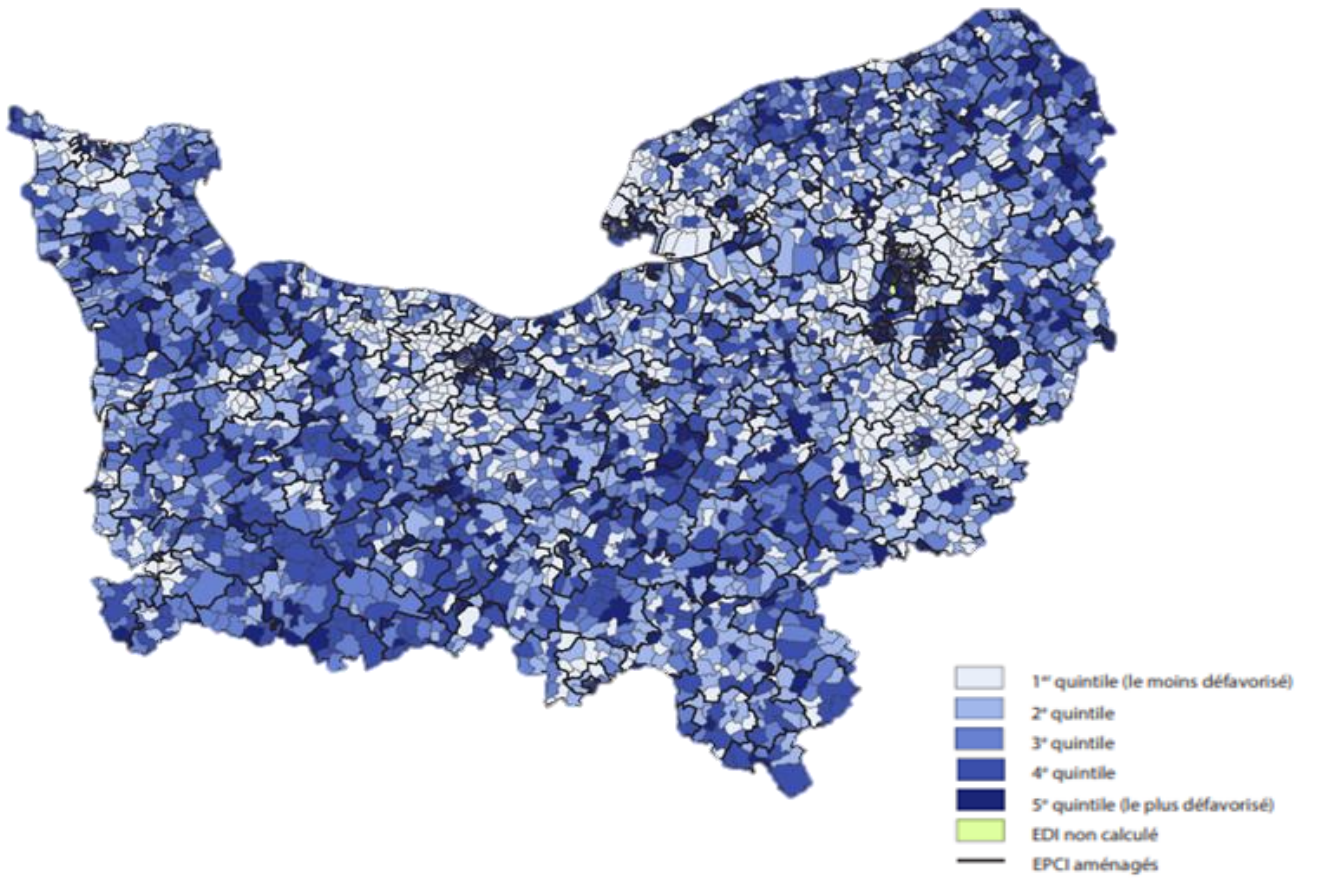 1er quintile (le moins défavorisé)
2e quintile
3e quintile
4e quintile
5e quintile (le plus défavorisé)
EDI non calculé
EPCI aménagés